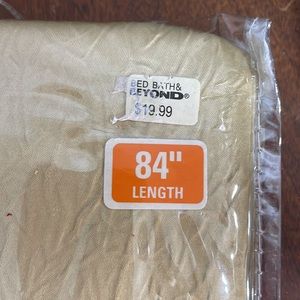 BED BATH&
BEYOND®
$19.99
84"
LENGTH